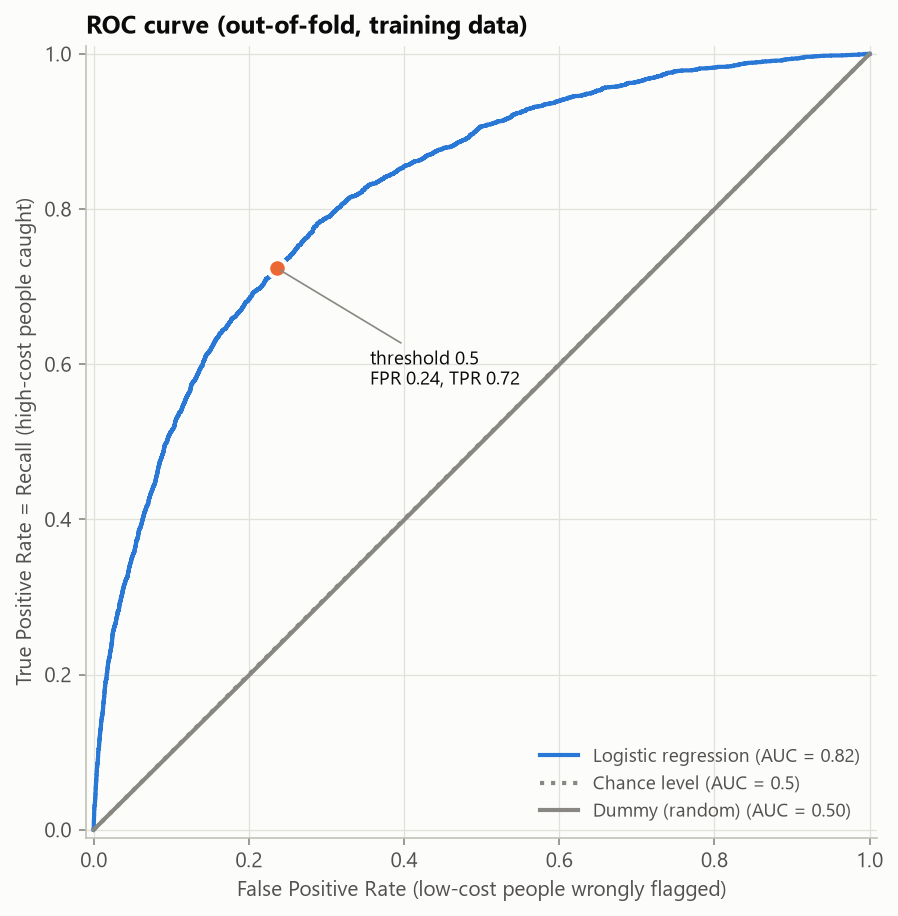 ROC curve (out-of-fold, training data)
True Positive Rate = Recall (high-cost people caught)
1.0
0.8
0.6
0.4
0.2
0.0
threshold 0.5
FPR 0.24, TPR 0.72
Logistic regression (AUC = 0.82)
Chance level (AUC = 0.5)
Dummy (random) (AUC = 0.50)
0.0 0.2 0.4 0.6 0.8 1.0
False Positive Rate (low-cost people wrongly flagged)